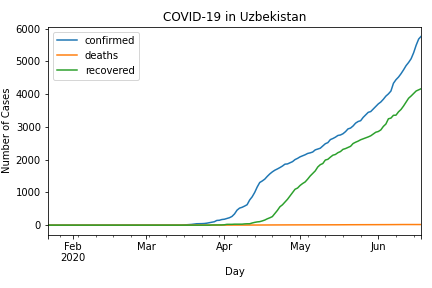 COVID-19 in Uzbekistan
confirmed
deaths
recovered
Number of Cases
6000
5000
4000
3000
2000
1000
0
Feb
2020
Mar
Apr
May
Jun
Day